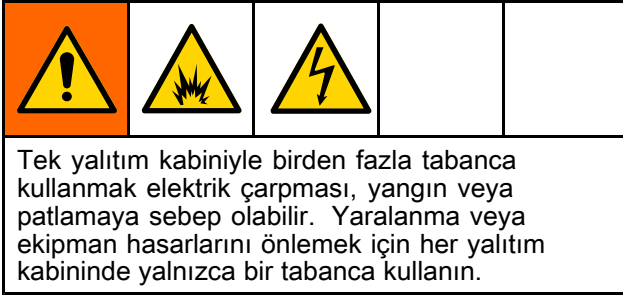 Tek yalıtım kabiniyle birden fazla tabanca
kullanmak elektrik çarpması, yangın veya
patlamaya sebep olabilir. Yaralanma veya
ekipman hasarlarını önlemek için her yalıtım
kabininde yalnızca bir tabanca kullanın.